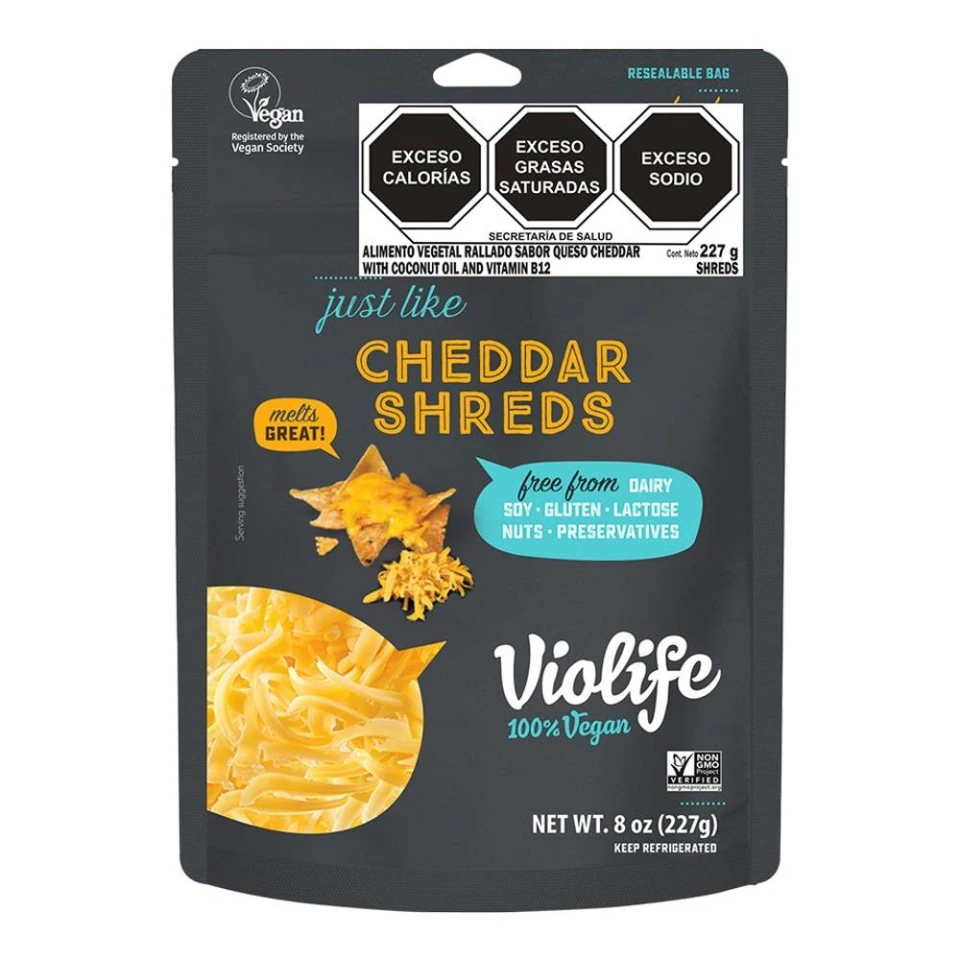 RESEALABLE BAG
Vegan
Registered by the
Vegan Society
EXCESO
CALORÍAS
EXCESO
GRASAS
SATURADAS
EXCESO
SODIO
SECRETARÍA DE SALUD
ALIMENTO VEGETAL RALLADO SABOR QUESO CHEDDAR
WITH COCONUT OIL AND VITAMIN B12
Cont. Neto 227 g
SHREDS
just like
CHEDDAR
SHREDS
melts
GREAT!
Serving suggestion
free from DAIRY
SOY · GLUTEN · LACTOSE
NUTS · PRESERVATIVES
Violife
100% Vegan
NON
GMO
Project
VERIFIED
nongmoproject.org
NET WT. 8 oz (227g)
KEEP REFRIGERATED